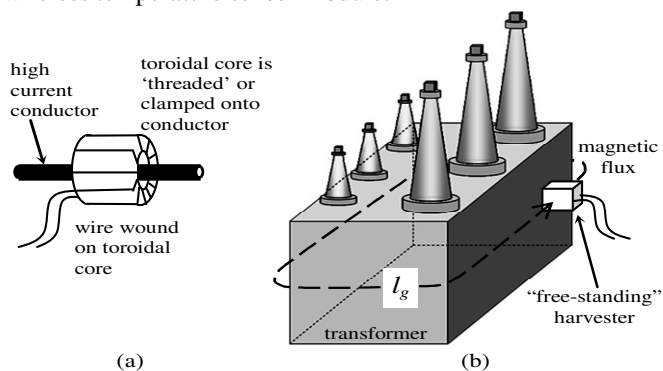 high
current
conductor
toroidal core is
‘threaded’ or
clamped onto
conductor
wire wound
on toroidal
core
(a)
magnetic
flux
l_g
“free-standing”
harvester
transformer
(b)